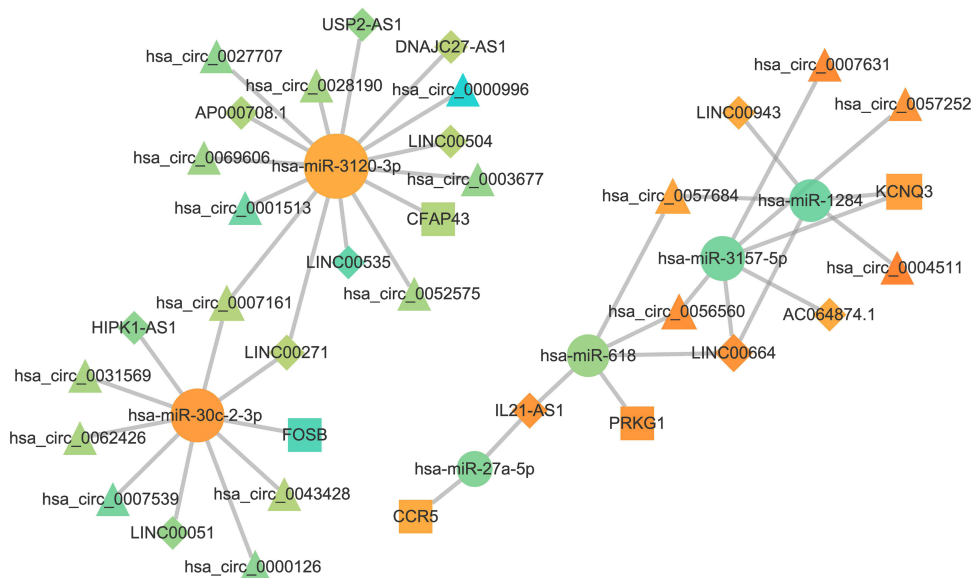 USP2-AS1
DNAJC27-AS1
hsa_circ_0027707
hsa_circ_0007631
hsa_circ_0028190
hsa_circ_0000996
hsa_circ_0057252
AP000708.1
LINC00943
LINC00504
hsa_circ_0069606
hsa-miR-3120-3p
hsa_circ_0003677
hsa_circ_0057684
hsa-miR-1284
KCNQ3
hsa_circ_0001513
CFAP43
LINC00535
hsa-miR-3157-5p
hsa_circ_0004511
hsa_circ_0052575
hsa_circ_0007161
hsa_circ_0056560
AC064874.1
HIPK1-AS1
LINC00271
hsa-miR-618
LINC00664
hsa_circ_0031569
hsa-miR-30c-2-3p
IL21-AS1
PRKG1
hsa_circ_0062426
FOSB
hsa-miR-27a-5p
hsa_circ_0007539
hsa_circ_0043428
CCR5
LINC00051
hsa_circ_0000126